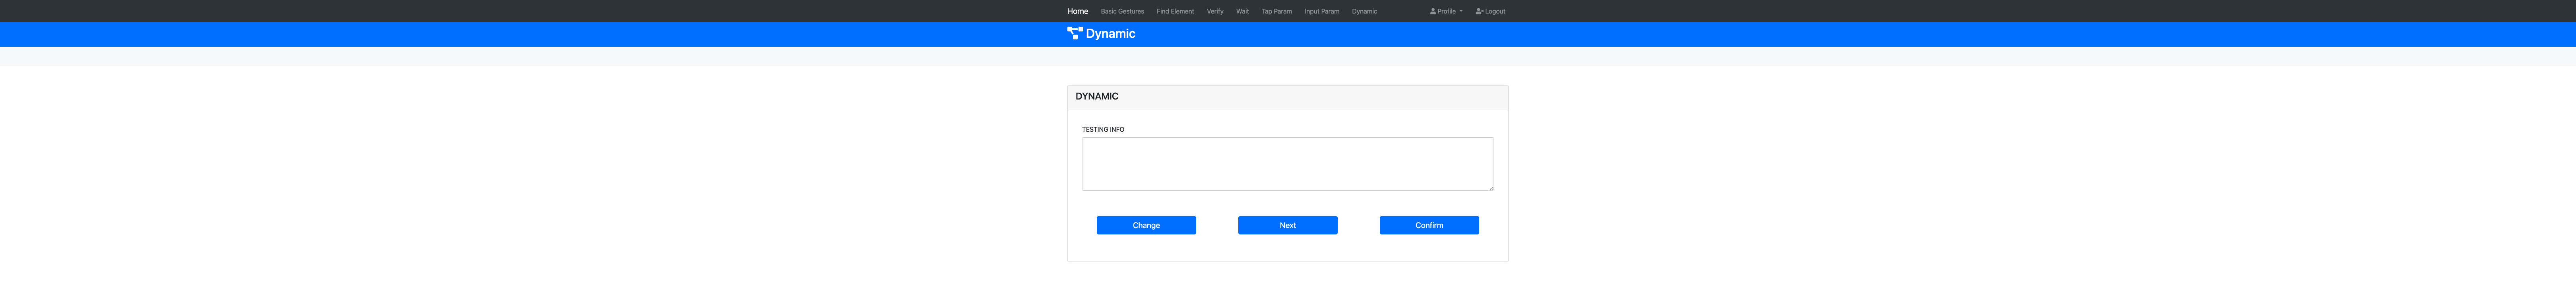 Home Basic Gestures Find Element Verify Wait Tap Param Input Param Dynamic Profile Logout
Dynamic
DYNAMIC
TESTING INFO
Change Next Confirm